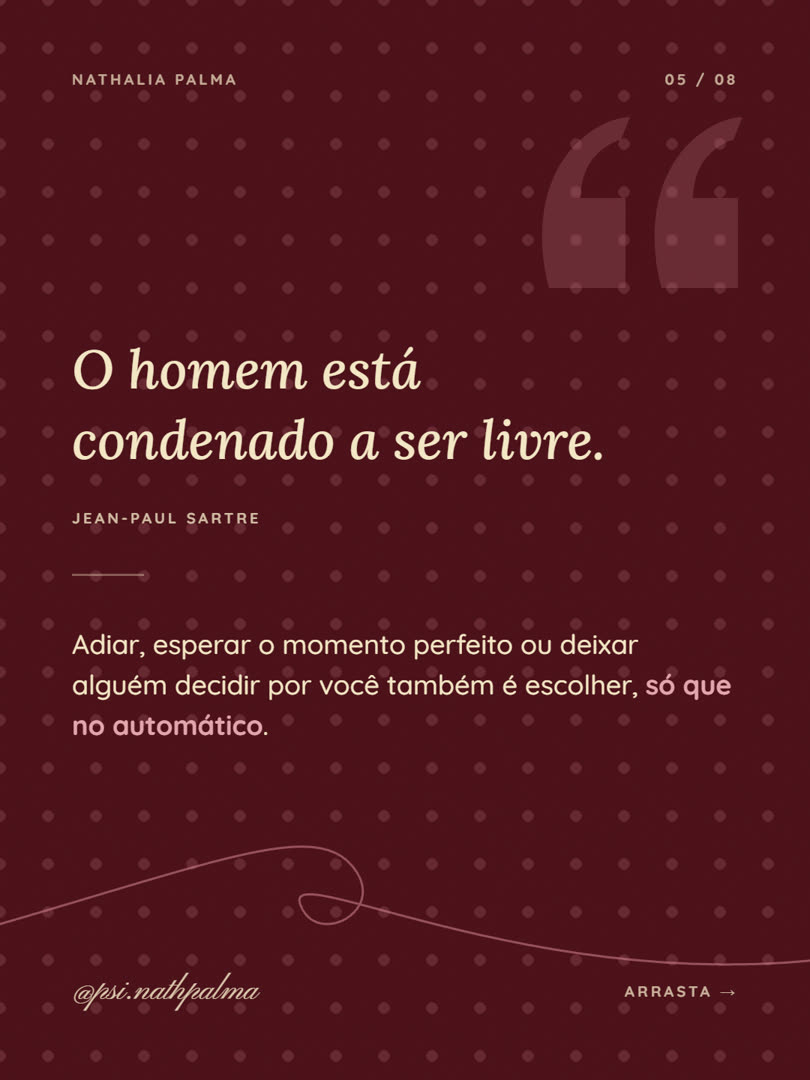 NATHALIA PALMA
05 / 08
“
O homem está
condenado a ser livre.
JEAN-PAUL SARTRE
Adiar, esperar o momento perfeito ou deixar
alguém decidir por você também é escolher, só que
no automático.
@psi.nathpalma
ARRASTA →